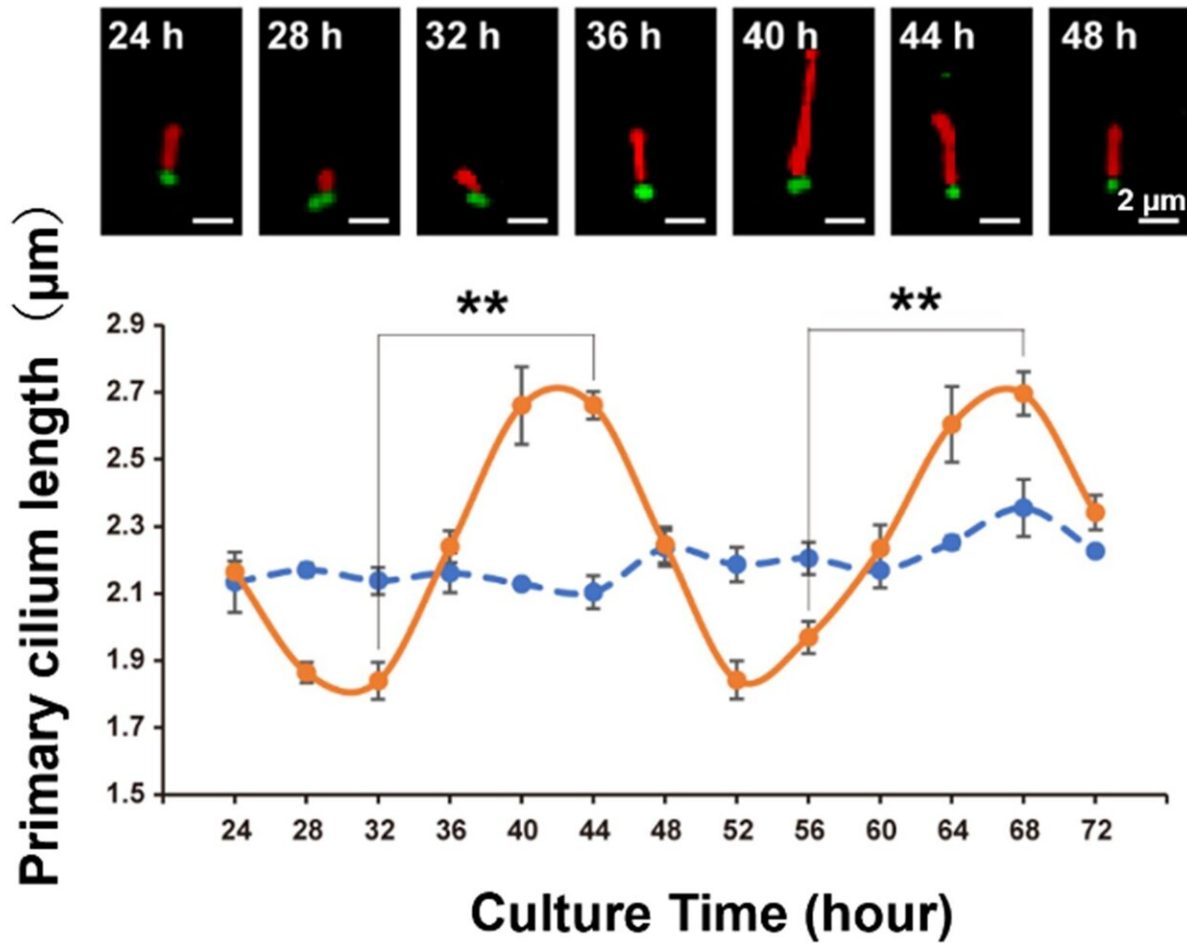 24 h
28 h
32 h
36 h
40 h
44 h
48 h
2 µm
Primary cilium length（µm）
**
**
2.9
2.7
2.5
2.3
2.1
1.9
1.7
1.5
24 28 32 36 40 44 48 52 56 60 64 68 72
Culture Time (hour)